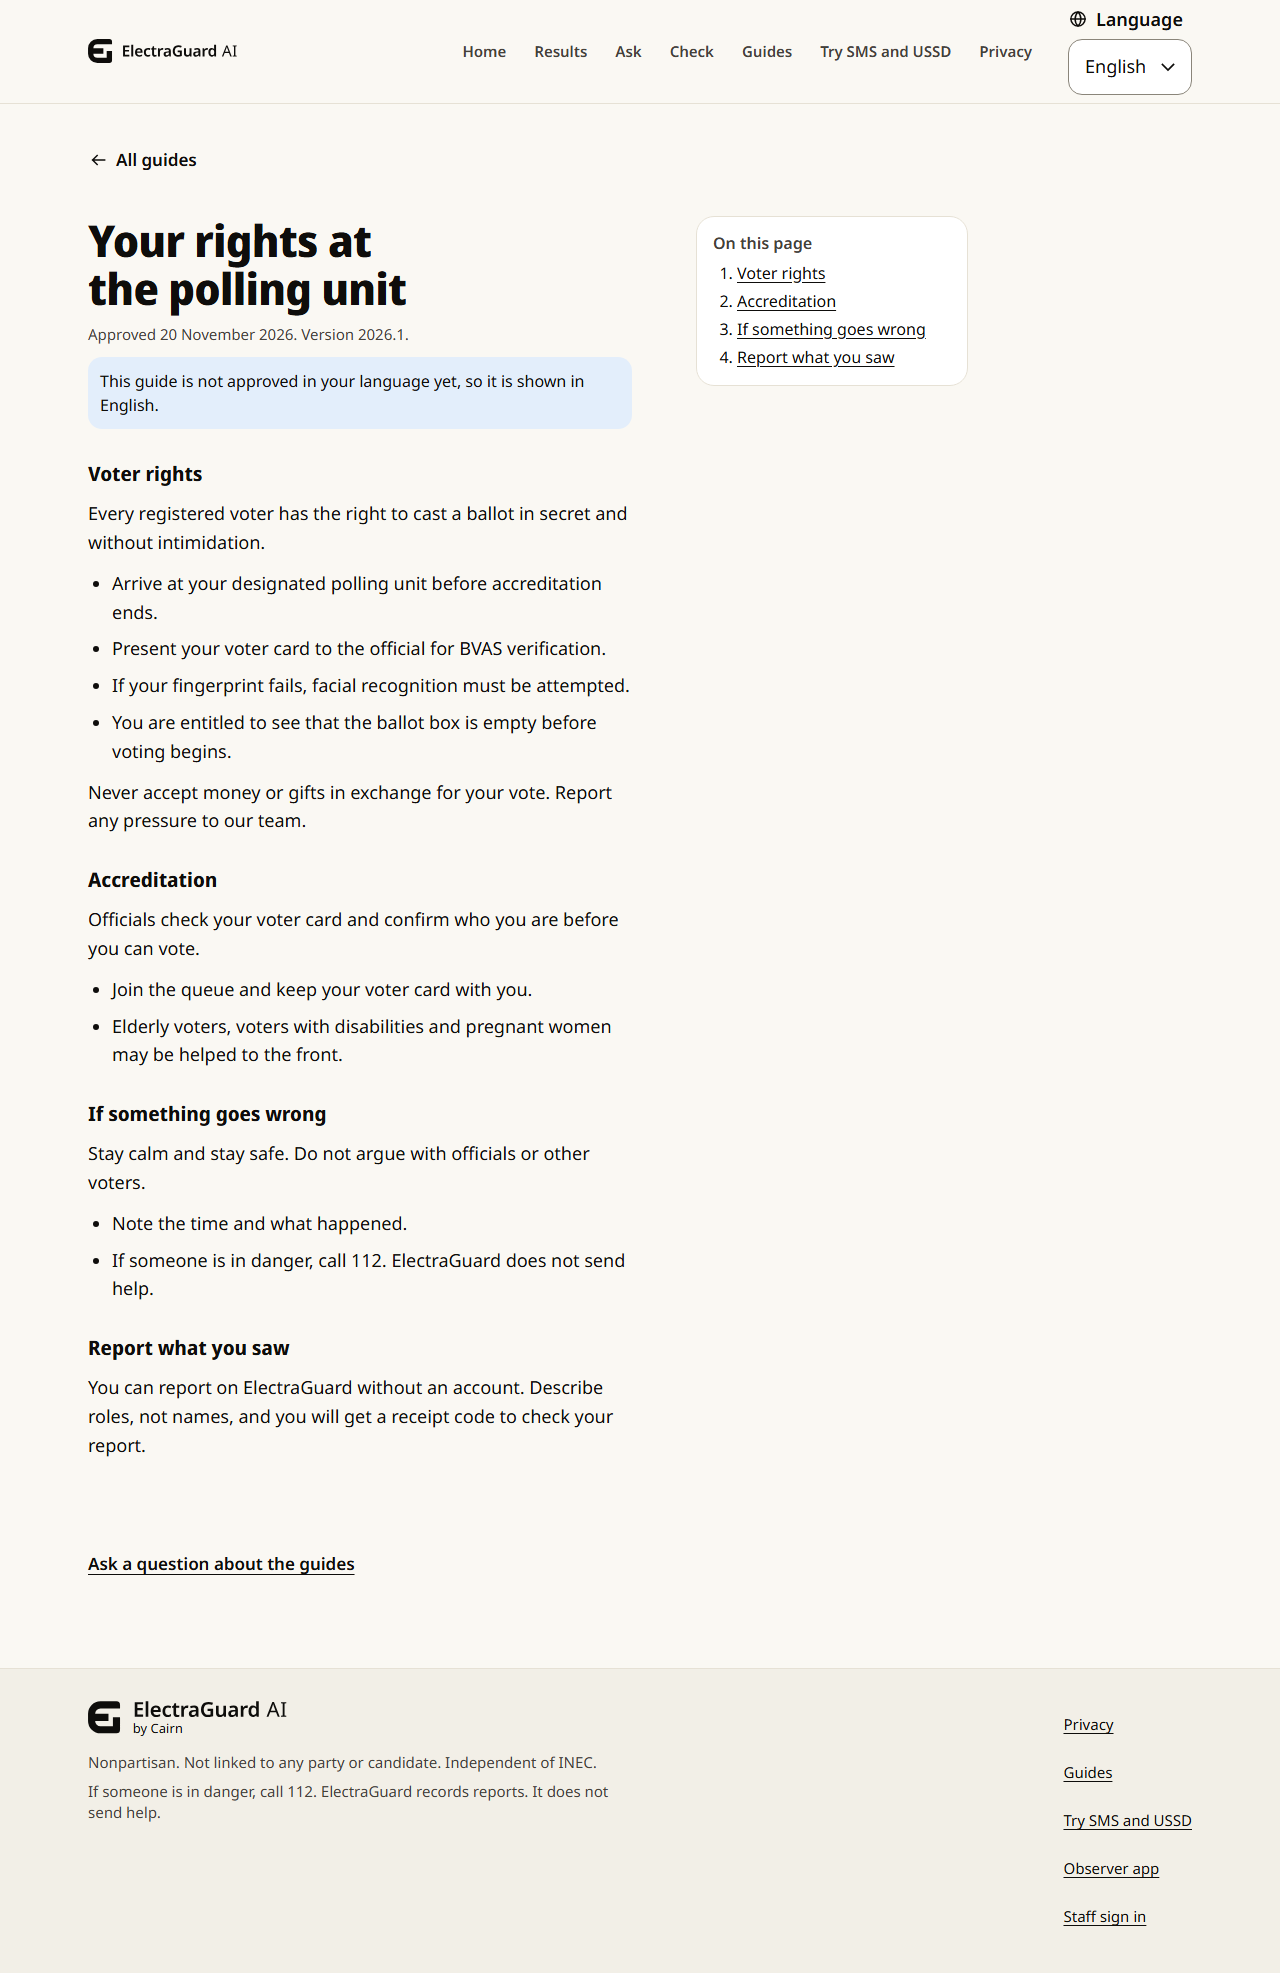 ElectraGuard AI
Home
Results
Ask
Check
Guides
Try SMS and USSD
Privacy
Language
English
All guides
Your rights at
the polling unit
Approved 20 November 2026. Version 2026.1.
This guide is not approved in your language yet, so it is shown in
English.
On this page
1. Voter rights
2. Accreditation
3. If something goes wrong
4. Report what you saw
Voter rights
Every registered voter has the right to cast a ballot in secret and
without intimidation.
• Arrive at your designated polling unit before accreditation
ends.
• Present your voter card to the official for BVAS verification.
• If your fingerprint fails, facial recognition must be attempted.
• You are entitled to see that the ballot box is empty before
voting begins.
Never accept money or gifts in exchange for your vote. Report
any pressure to our team.
Accreditation
Officials check your voter card and confirm who you are before
you can vote.
• Join the queue and keep your voter card with you.
• Elderly voters, voters with disabilities and pregnant women
may be helped to the front.
If something goes wrong
Stay calm and stay safe. Do not argue with officials or other
voters.
• Note the time and what happened.
• If someone is in danger, call 112. ElectraGuard does not send
help.
Report what you saw
You can report on ElectraGuard without an account. Describe
roles, not names, and you will get a receipt code to check your
report.
Ask a question about the guides
ElectraGuard AI
by Cairn
Nonpartisan. Not linked to any party or candidate. Independent of INEC.
If someone is in danger, call 112. ElectraGuard records reports. It does not
send help.
Privacy
Guides
Try SMS and USSD
Observer app
Staff sign in